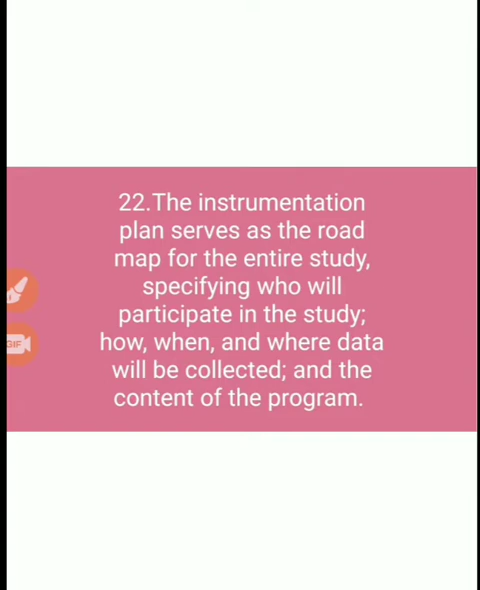 22.The instrumentation
plan serves as the road
map for the entire study,
specifying who will
participate in the study;
how, when, and where data
will be collected; and the
content of the program.
GIF